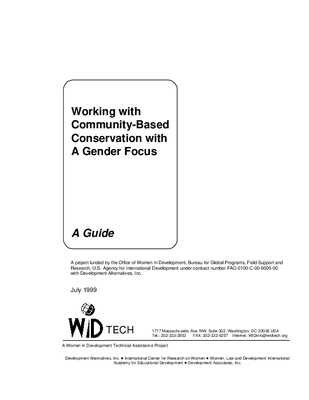 Working with
Community-Based
Conservation with
A Gender Focus
A Guide
A project funded by the Office of Women in Development, Bureau for Global Programs, Field Support and
Research, U.S. Agency for International Development under contract number FAO-0100-C-00-6005-00
with Development Alternatives, Inc.
July 1999
WID TECH
1717 Massachusetts Ave. NW, Suite 302, Washington, DC 20036 USA
Tel.: 202-332-2853 FAX: 202-332-8257 Internet:
A Women in Development Technical Assistance Project
Development Alternatives, Inc. • International Center for Research on Women • Women, Law and Development International
Academy for Educational Development • Development Associates, Inc.